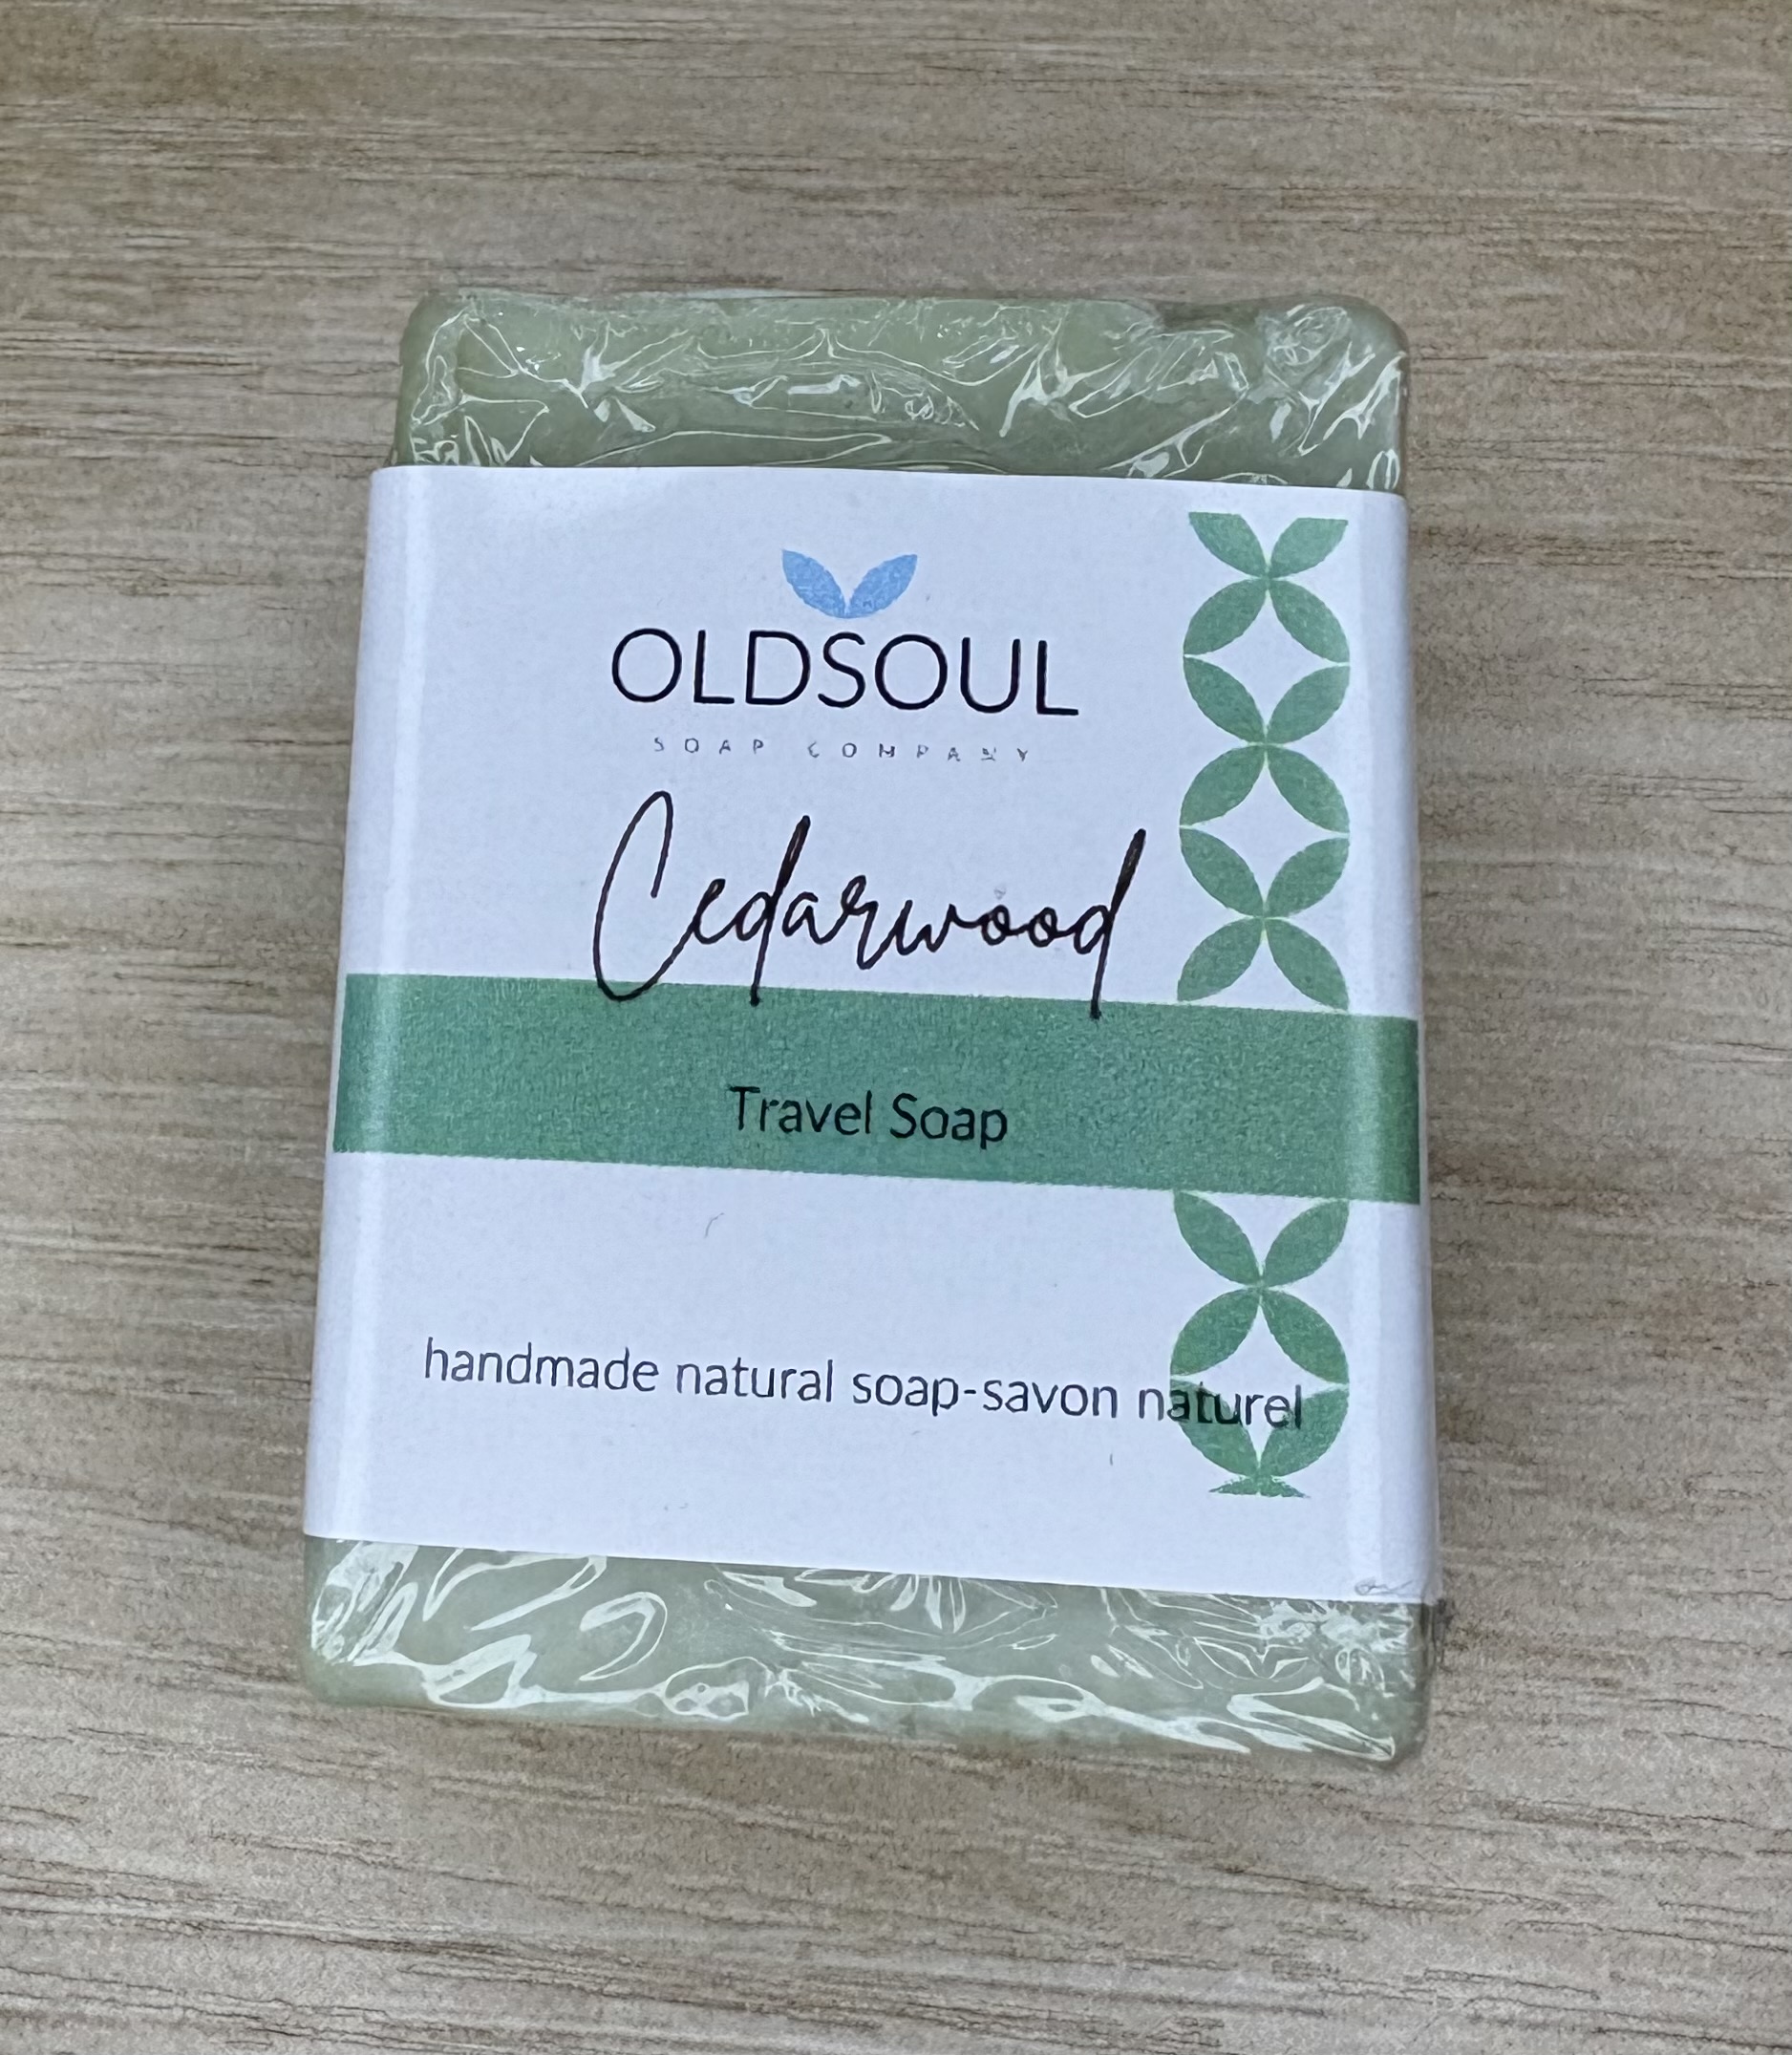 OLDSOUL
SOAP COMPANY
Cedarwood
Travel Soap
handmade natural soap-savon naturel